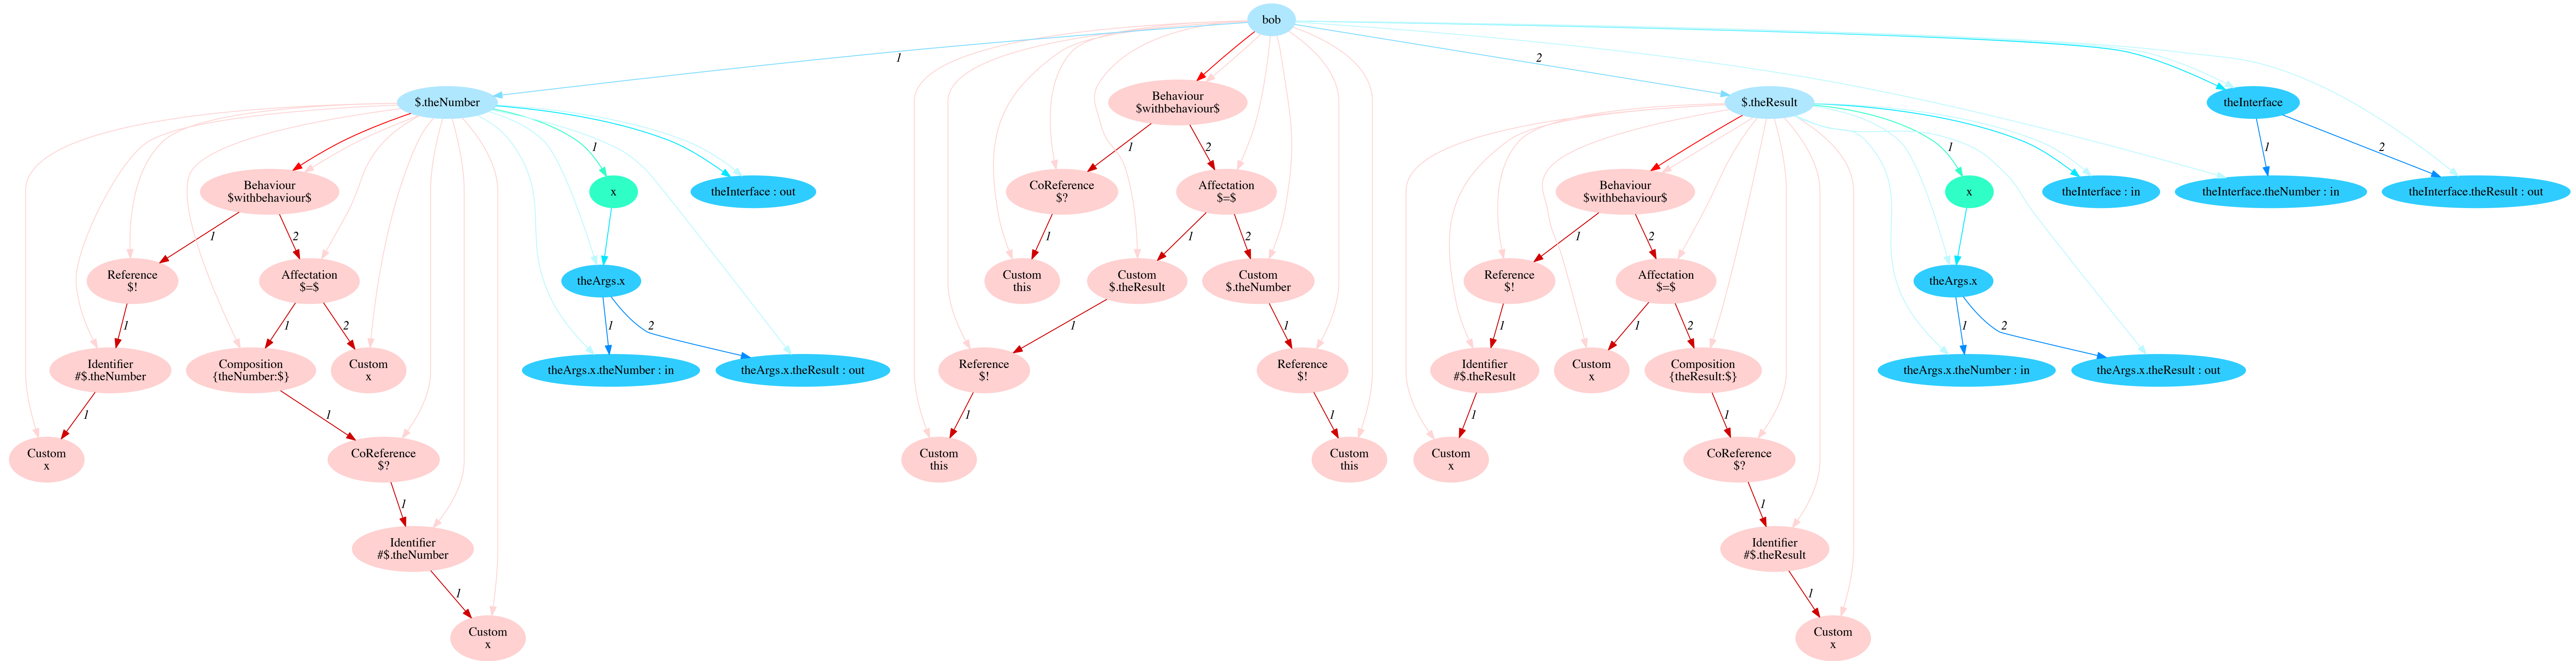 bob
1
2
Behaviour
$withbehaviour$
$.theNumber
$.theResult
theInterface
1
2
1
1
1
2
Behaviour
$withbehaviour$
x
theInterface : out
CoReference
$?
Affectation
$=$
Behaviour
$withbehaviour$
x
theInterface : in
theInterface.theNumber : in
theInterface.theResult : out
1
2
1
1
2
1
2
Reference
$!
Affectation
$=$
theArgs.x
Custom
this
Custom
$.theResult
Custom
$.theNumber
Reference
$!
Affectation
$=$
theArgs.x
1
1
2
1
2
1
1
1
1
2
1
2
Identifier
#$.theNumber
Composition
{theNumber:$}
Custom
x
theArgs.x.theNumber : in
theArgs.x.theResult : out
Reference
$!
Reference
$!
Identifier
#$.theResult
Custom
x
Composition
{theResult:$}
theArgs.x.theNumber : in
theArgs.x.theResult : out
1
1
1
1
1
1
Custom
x
CoReference
$?
Custom
this
Custom
this
Custom
x
CoReference
$?
1
1
Identifier
#$.theNumber
Identifier
#$.theResult
1
1
Custom
x
Custom
x